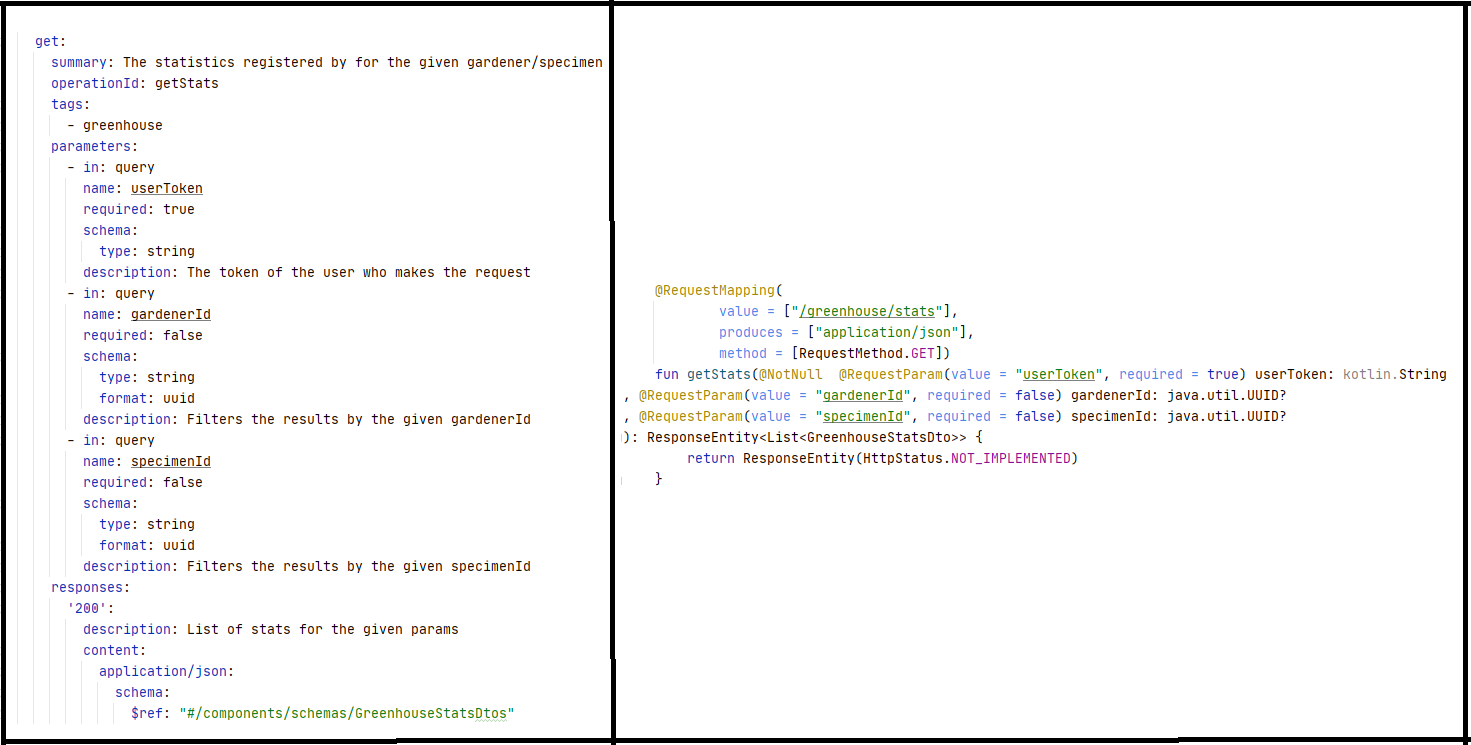 get:
  summary: The statistics registered by for the given gardener/specimen
  operationId: getStats
  tags:
    - greenhouse
  parameters:
    - in: query
      name: userToken
      required: true
      schema:
        type: string
      description: The token of the user who makes the request
    - in: query
      name: gardenerId
      required: false
      schema:
        type: string
        format: uuid
      description: Filters the results by the given gardenerId
    - in: query
      name: specimenId
      required: false
      schema:
        type: string
        format: uuid
      description: Filters the results by the given specimenId
  responses:
    '200':
      description: List of stats for the given params
      content:
        application/json:
          schema:
            $ref: "#/components/schemas/GreenhouseStatsDtos"
    @RequestMapping(
            value = ["/greenhouse/stats"],
            produces = ["application/json"],
            method = [RequestMethod.GET])
    fun getStats(@NotNull  @RequestParam(value = "userToken", required = true) userToken: kotlin.String
, @RequestParam(value = "gardenerId", required = false) gardenerId: java.util.UUID?
, @RequestParam(value = "specimenId", required = false) specimenId: java.util.UUID?
): ResponseEntity<List<GreenhouseStatsDto>> {
        return ResponseEntity(HttpStatus.NOT_IMPLEMENTED)
    }